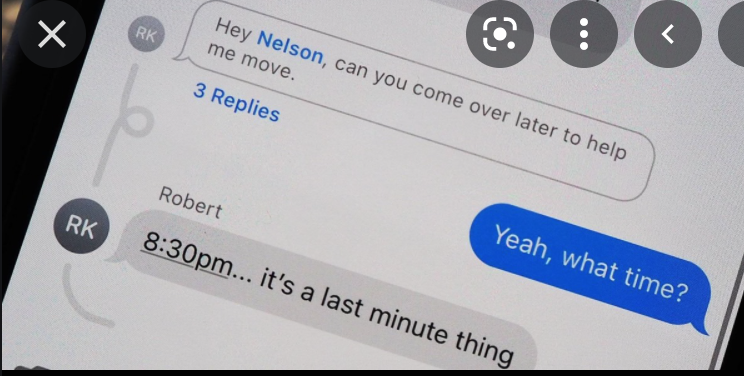 RK
Hey Nelson, can you come over later to help
me move.
3 Replies
Yeah, what time?
Robert
RK
8:30pm... it's a last minute thing